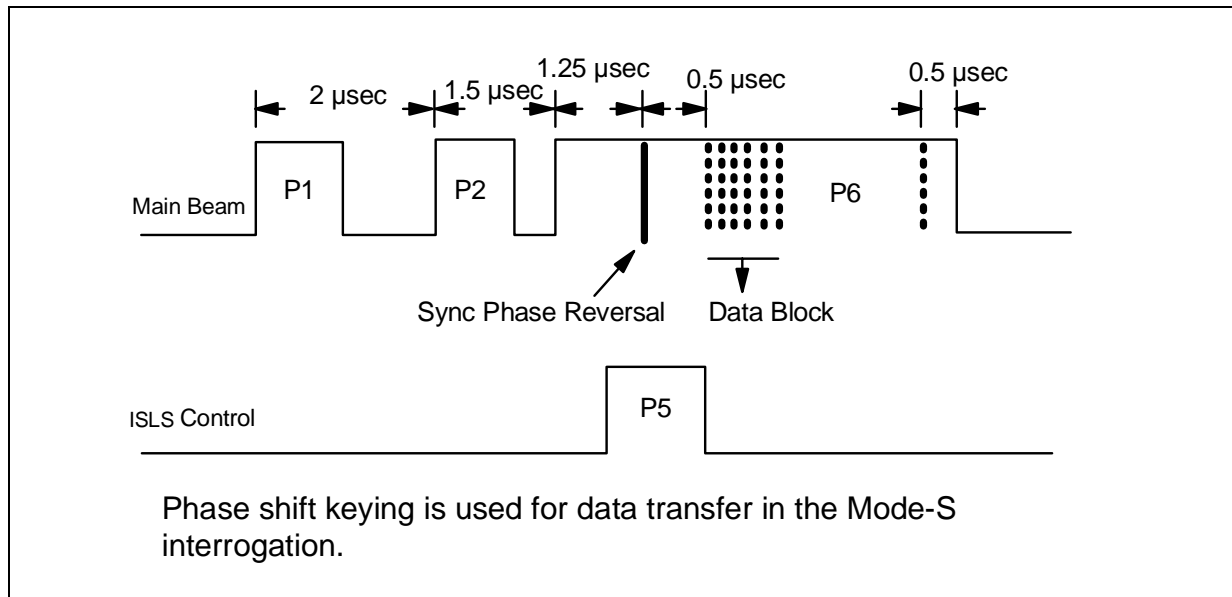 1.25 µsec
0.5 µsec
0.5 µsec
2 µsec
1.5 µsec
P1
P2
P6
Main Beam
Sync Phase Reversal
Data Block
P5
ISLS Control
Phase shift keying is used for data transfer in the Mode-S
interrogation.